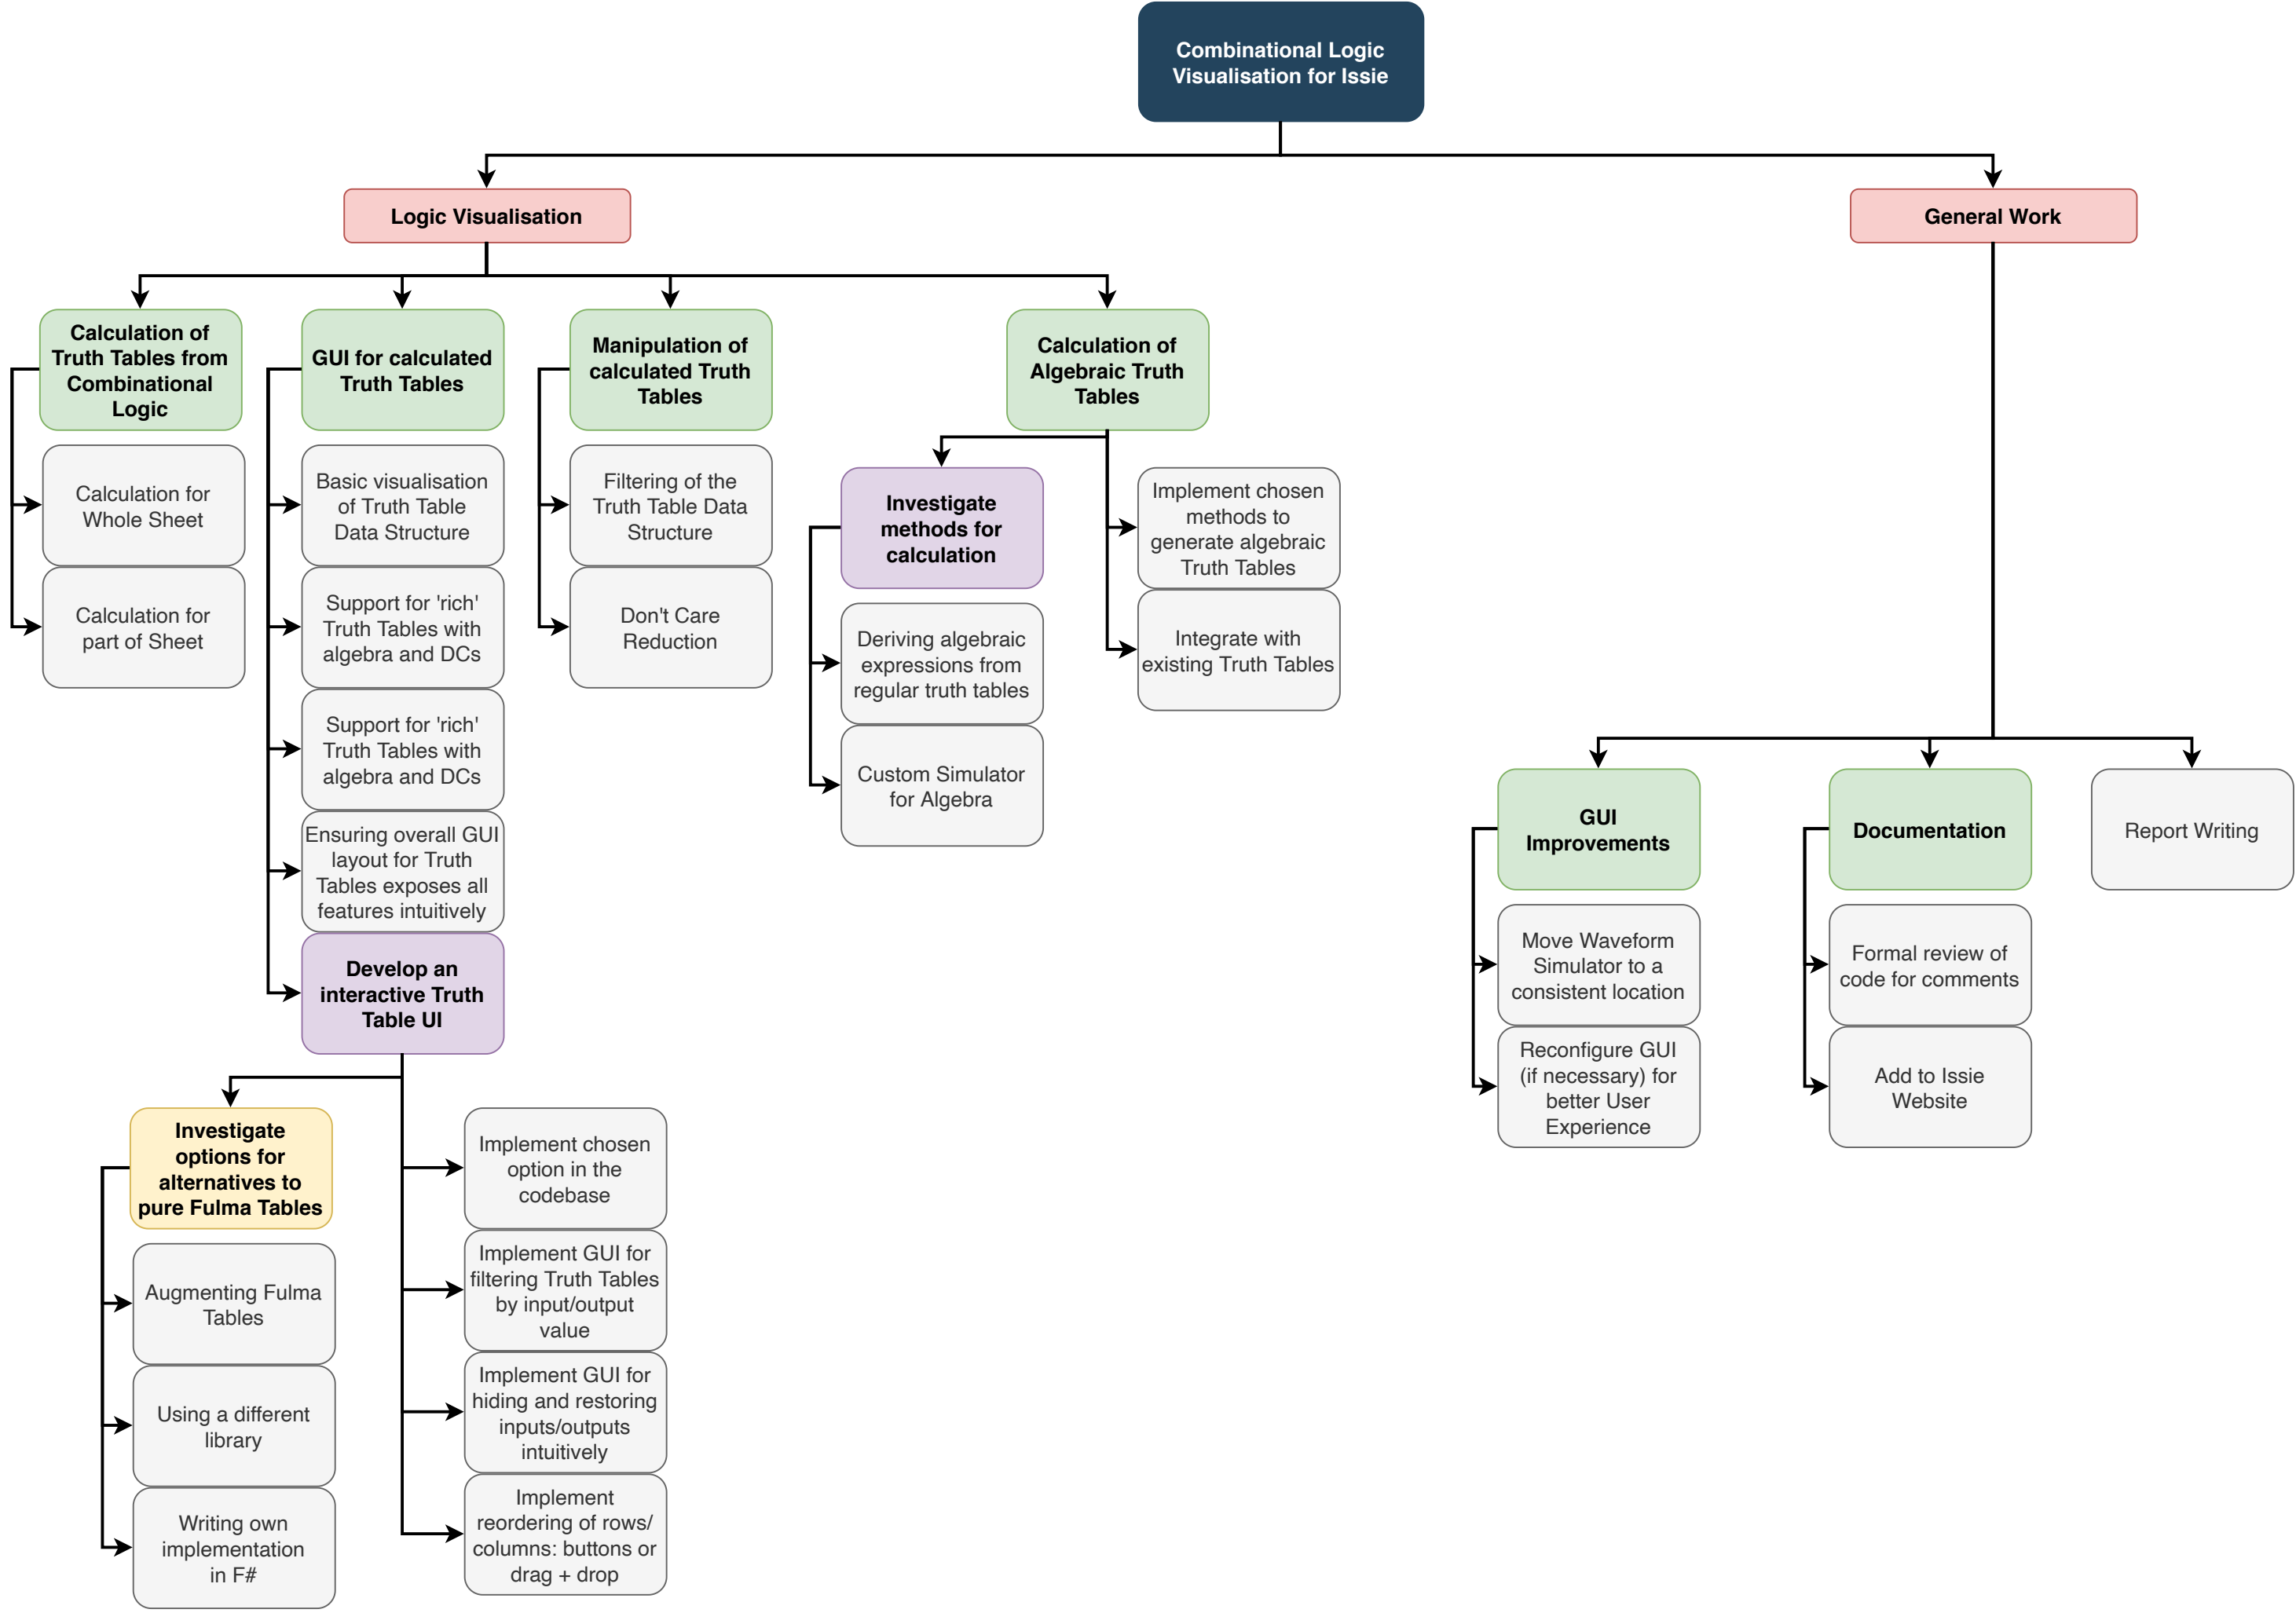 Combinational Logic
Visualisation for Issie
Logic Visualisation
General Work
Calculation of
Truth Tables from
Combinational
Logic
Calculation for
Whole Sheet
Calculation for
part of Sheet
GUI for calculated
Truth Tables
Basic visualisation
of Truth Table
Data Structure
Support for 'rich'
Truth Tables with
algebra and DCs
Support for 'rich'
Truth Tables with
algebra and DCs
Ensuring overall GUI
layout for Truth
Tables exposes all
features intuitively
Develop an
interactive Truth
Table UI
Investigate
options for
alternatives to
pure Fulma Tables
Augmenting Fulma
Tables
Using a different
library
Writing own
implementation
in F#
Implement chosen
option in the
codebase
Implement GUI for
filtering Truth Tables
by input/output
value
Implement GUI for
hiding and restoring
inputs/outputs
intuitively
Implement
reordering of rows/
columns: buttons or
drag + drop
Manipulation of
calculated Truth
Tables
Filtering of the
Truth Table Data
Structure
Don't Care
Reduction
Calculation of
Algebraic Truth
Tables
Investigate
methods for
calculation
Deriving algebraic
expressions from
regular truth tables
Custom Simulator
for Algebra
Implement chosen
methods to
generate algebraic
Truth Tables
Integrate with
existing Truth Tables
GUI
Improvements
Move Waveform
Simulator to a
consistent location
Reconfigure GUI
(if necessary) for
better User
Experience
Documentation
Formal review of
code for comments
Add to Issie
Website
Report Writing